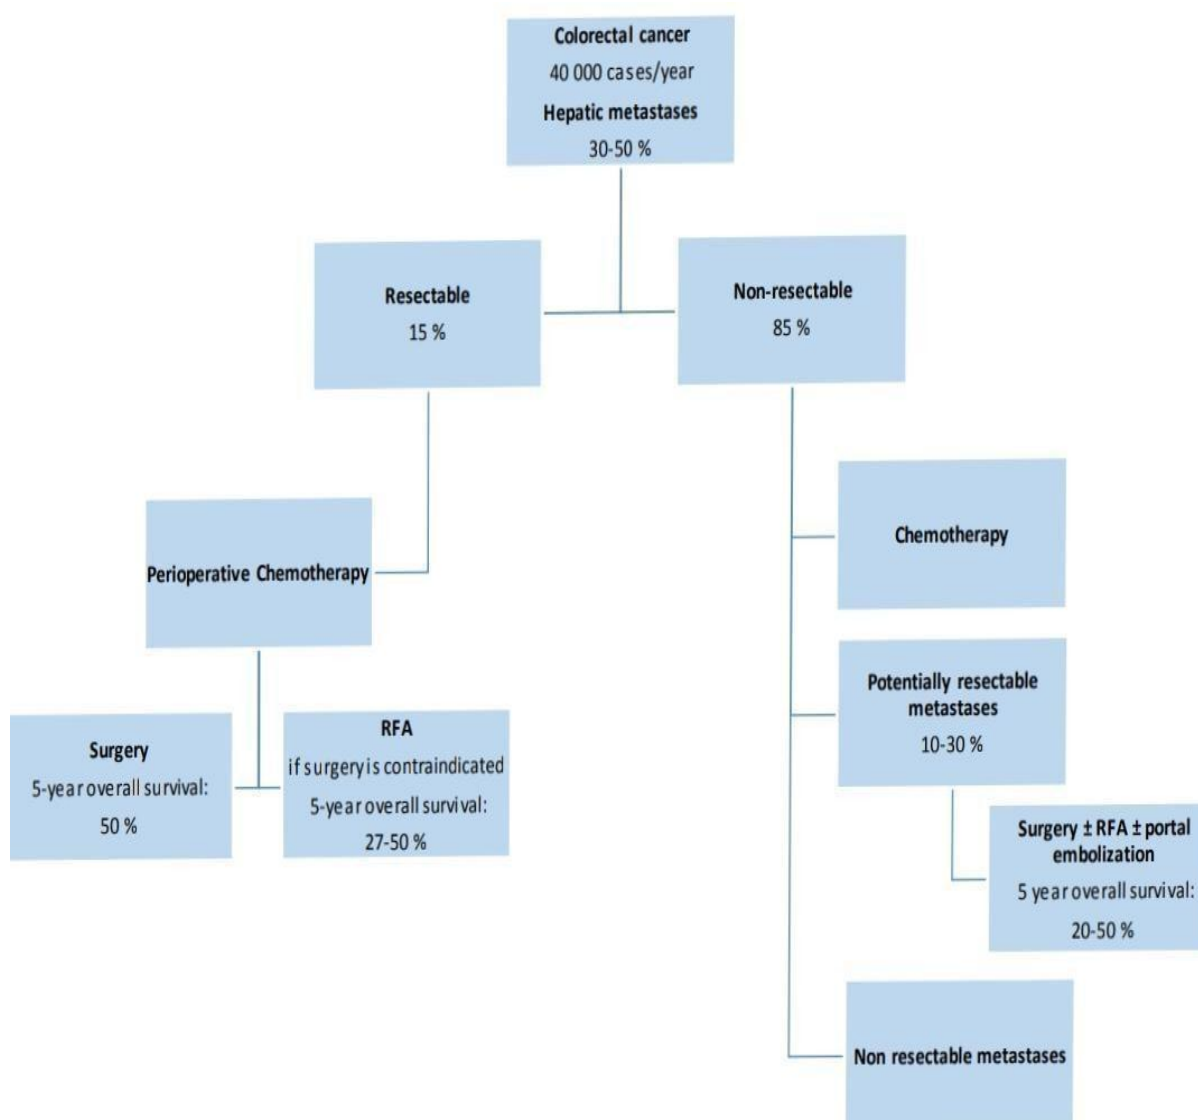 Colorectal cancer
40 000 cases/year
Hepatic metastases
30-50 %
Resectable
15 %
Non-resectable
85 %
Perioperative Chemotherapy
Chemotherapy
Surgery
5-year overall survival:
50 %
RFA
if surgery is contraindicated
5-year overall survival:
27-50 %
Potentially resectable
metastases
10-30 %
Surgery ± RFA ± portal
embolization
5 year overall survival:
20-50 %
Non resectable metastases